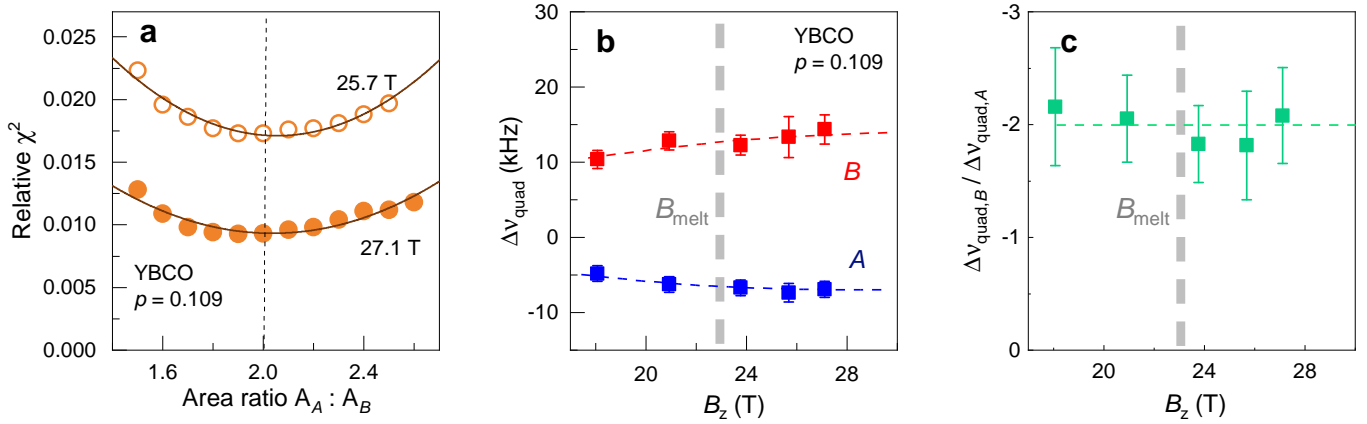 a
Relative χ²
0.025
0.020
0.015
0.010
0.005
0.000
25.7 T
27.1 T
YBCO
p = 0.109
1.6
2.0
2.4
Area ratio A_A : A_B
b
Δν_quad (kHz)
30
20
10
0
-10
YBCO
p = 0.109
B
B_melt
A
20
24
28
B_z (T)
c
Δν_quad,B / Δν_quad,A
-3
-2
-1
0
B_melt
20
24
28
B_z (T)